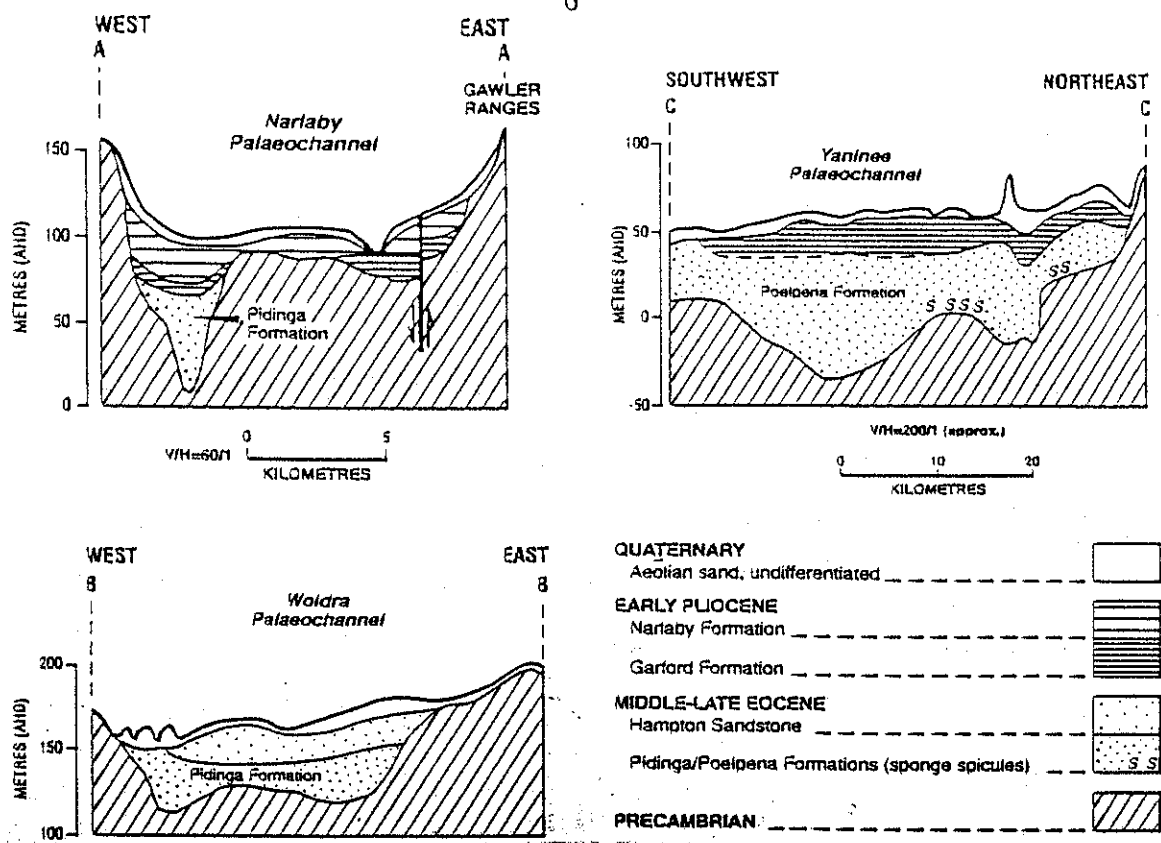 6
WEST
A
EAST
A
GAWLER
RANGES
Narlaby
Palaeochannel
150
100
50
0
METRES (AHD)
Pidinga
Formation
V/H=60/1
0 5
KILOMETRES
SOUTHWEST
C
NORTHEAST
C
Yaninee
Palaeochannel
100
50
0
-50
METRES (AHD)
Poelpena Formation
S S S S
S S
V/H=200/1 (approx.)
0 10 20
KILOMETRES
WEST
B
EAST
B
Woldra
Palaeochannel
200
150
100
METRES (AHD)
Pidinga Formation
QUATERNARY
Aeolian sand, undifferentiated
EARLY PLIOCENE
Narlaby Formation
Garford Formation
MIDDLE-LATE EOCENE
Hampton Sandstone
Pidinga/Poelpena Formations (sponge spicules)
S S
PRECAMBRIAN